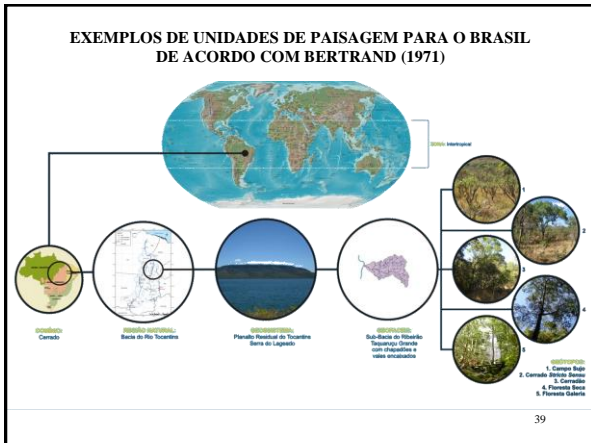 EXEMPLOS DE UNIDADES DE PAISAGEM PARA O BRASIL
DE ACORDO COM BERTRAND (1971)
ZONA: Intertropical
1
2
3
4
5
DOMÍNIO:
Cerrado
REGIÃO NATURAL:
Bacia do Rio Tocantins
GEOSSISTEMA:
Planalto Residual do Tocantins
Serra do Lageado
GEOFACIES:
Sub-Bacia do Ribeirão
Taquaruçu Grande
com chapadões e
vales encaixados
GEÓTOPOS:
1. Campo Sujo
2. Cerrado Stricto Sensu
3. Cerradão
4. Floresta Seca
5. Floresta Galeria
39